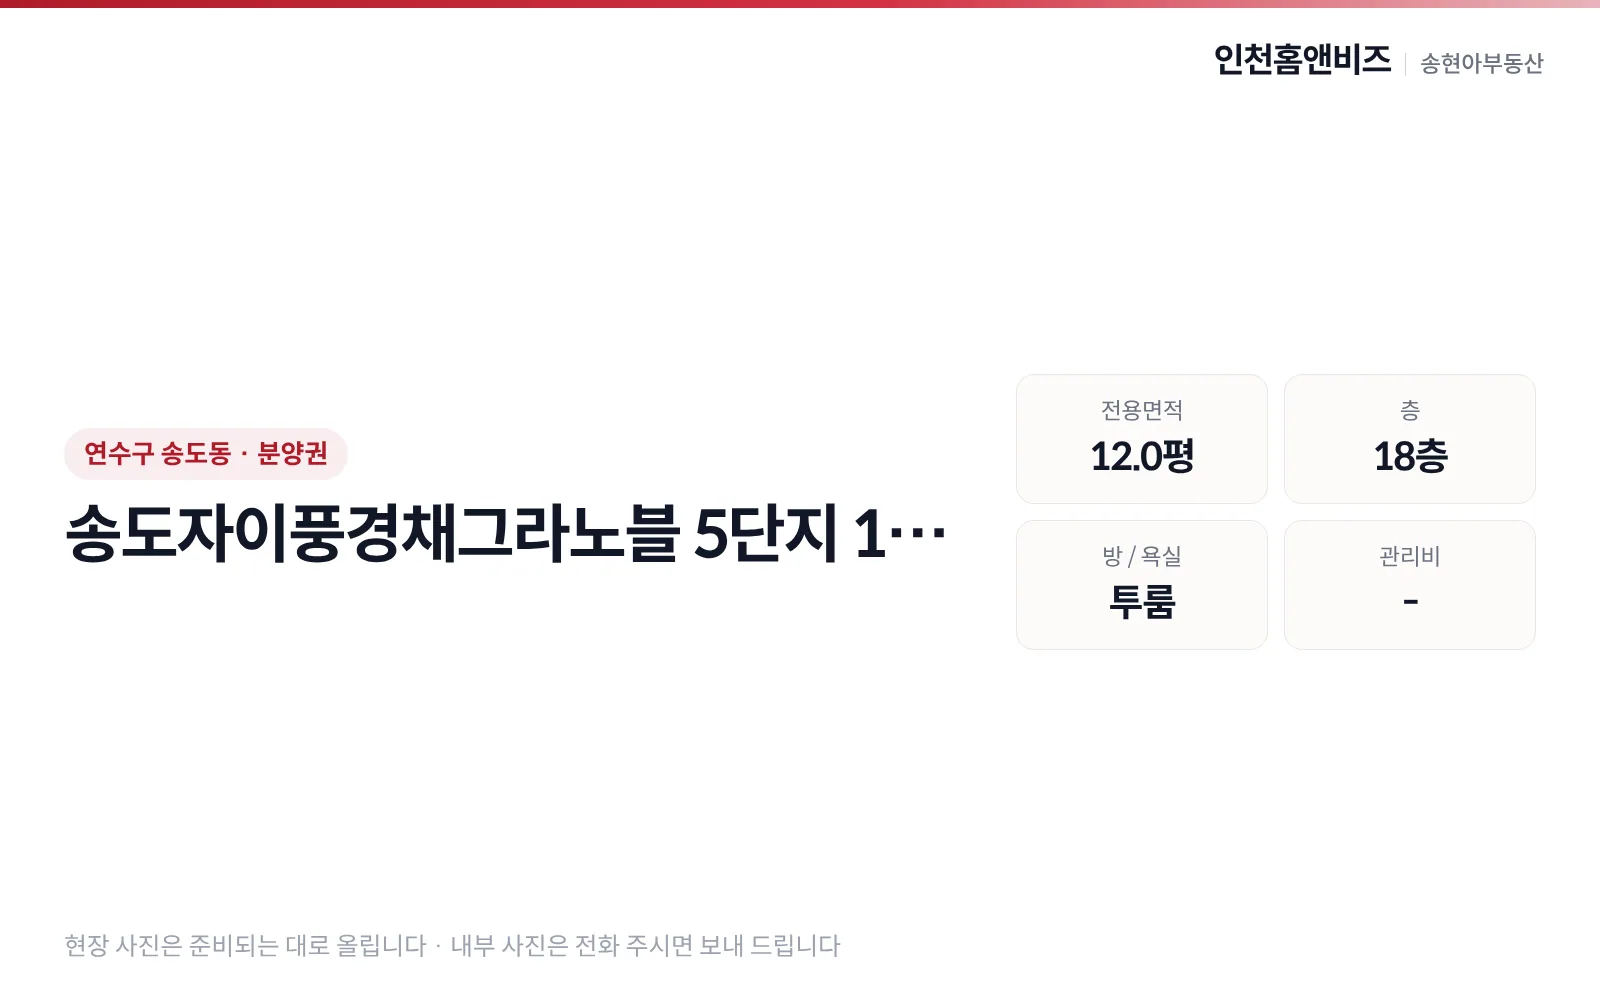 인천홈앤비즈 송현아부동산
연수구 송도동 · 분양권
송도자이풍경채그라노블 5단지 1…
전용면적
12.0평
층
18층
방 / 욕실
투룸
관리비
-
현장 사진은 준비되는 대로 올립니다 · 내부 사진은 전화 주시면 보내 드립니다